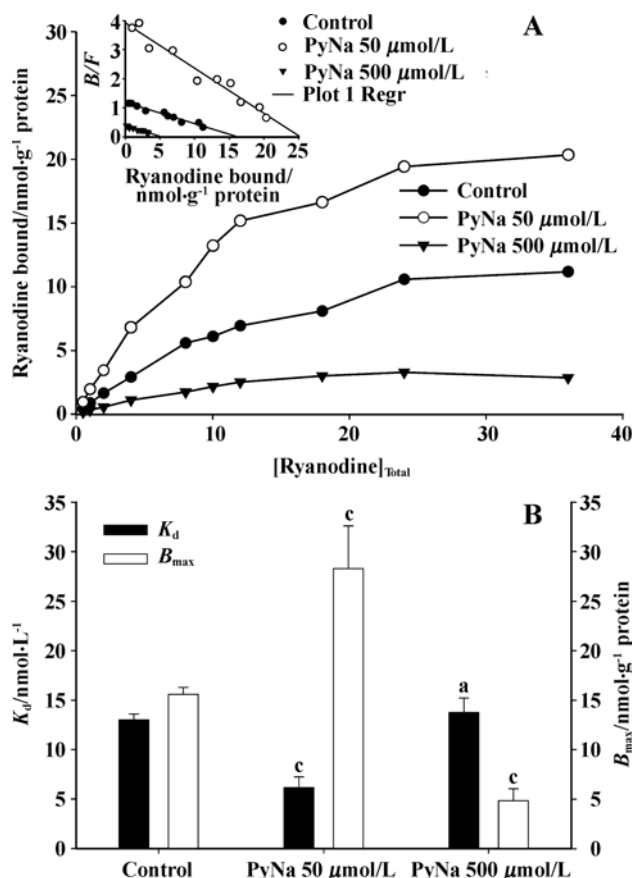 A
4
3
2
1
0
B/F
0 5 10 15 20 25
Ryanodine bound/
nmol·g⁻¹ protein
Control
PyNa 50 μmol/L
PyNa 500 μmol/L
Plot 1 Regr
30
25
20
15
10
5
0
Ryanodine bound/nmol·g⁻¹ protein
Control
PyNa 50 μmol/L
PyNa 500 μmol/L
0 10 20 30 40
[Ryanodine]Total
B
35
30
25
20
15
10
5
0
Kd/nmol·L⁻¹
Kd
Bmax
c
c
a
c
35
30
25
20
15
10
5
0
Bmax/nmol·g⁻¹ protein
Control PyNa 50 μmol/L PyNa 500 μmol/L